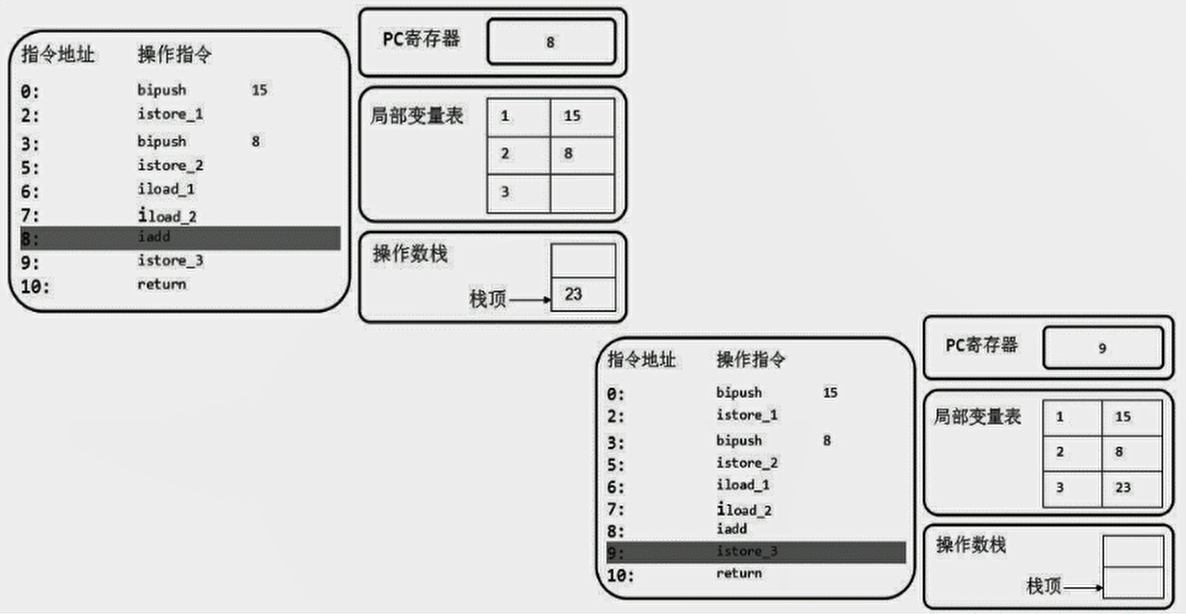 指令地址 操作指令
0: bipush 15
2: istore_1
3: bipush 8
5: istore_2
6: iload_1
7: iload_2
8: iadd
9: istore_3
10: return
PC寄存器 8
局部变量表 1 15
2 8
3
操作数栈
栈顶 23
指令地址 操作指令
0: bipush 15
2: istore_1
3: bipush 8
5: istore_2
6: iload_1
7: iload_2
8: iadd
9: istore_3
10: return
PC寄存器 9
局部变量表 1 15
2 8
3 23
操作数栈
栈顶